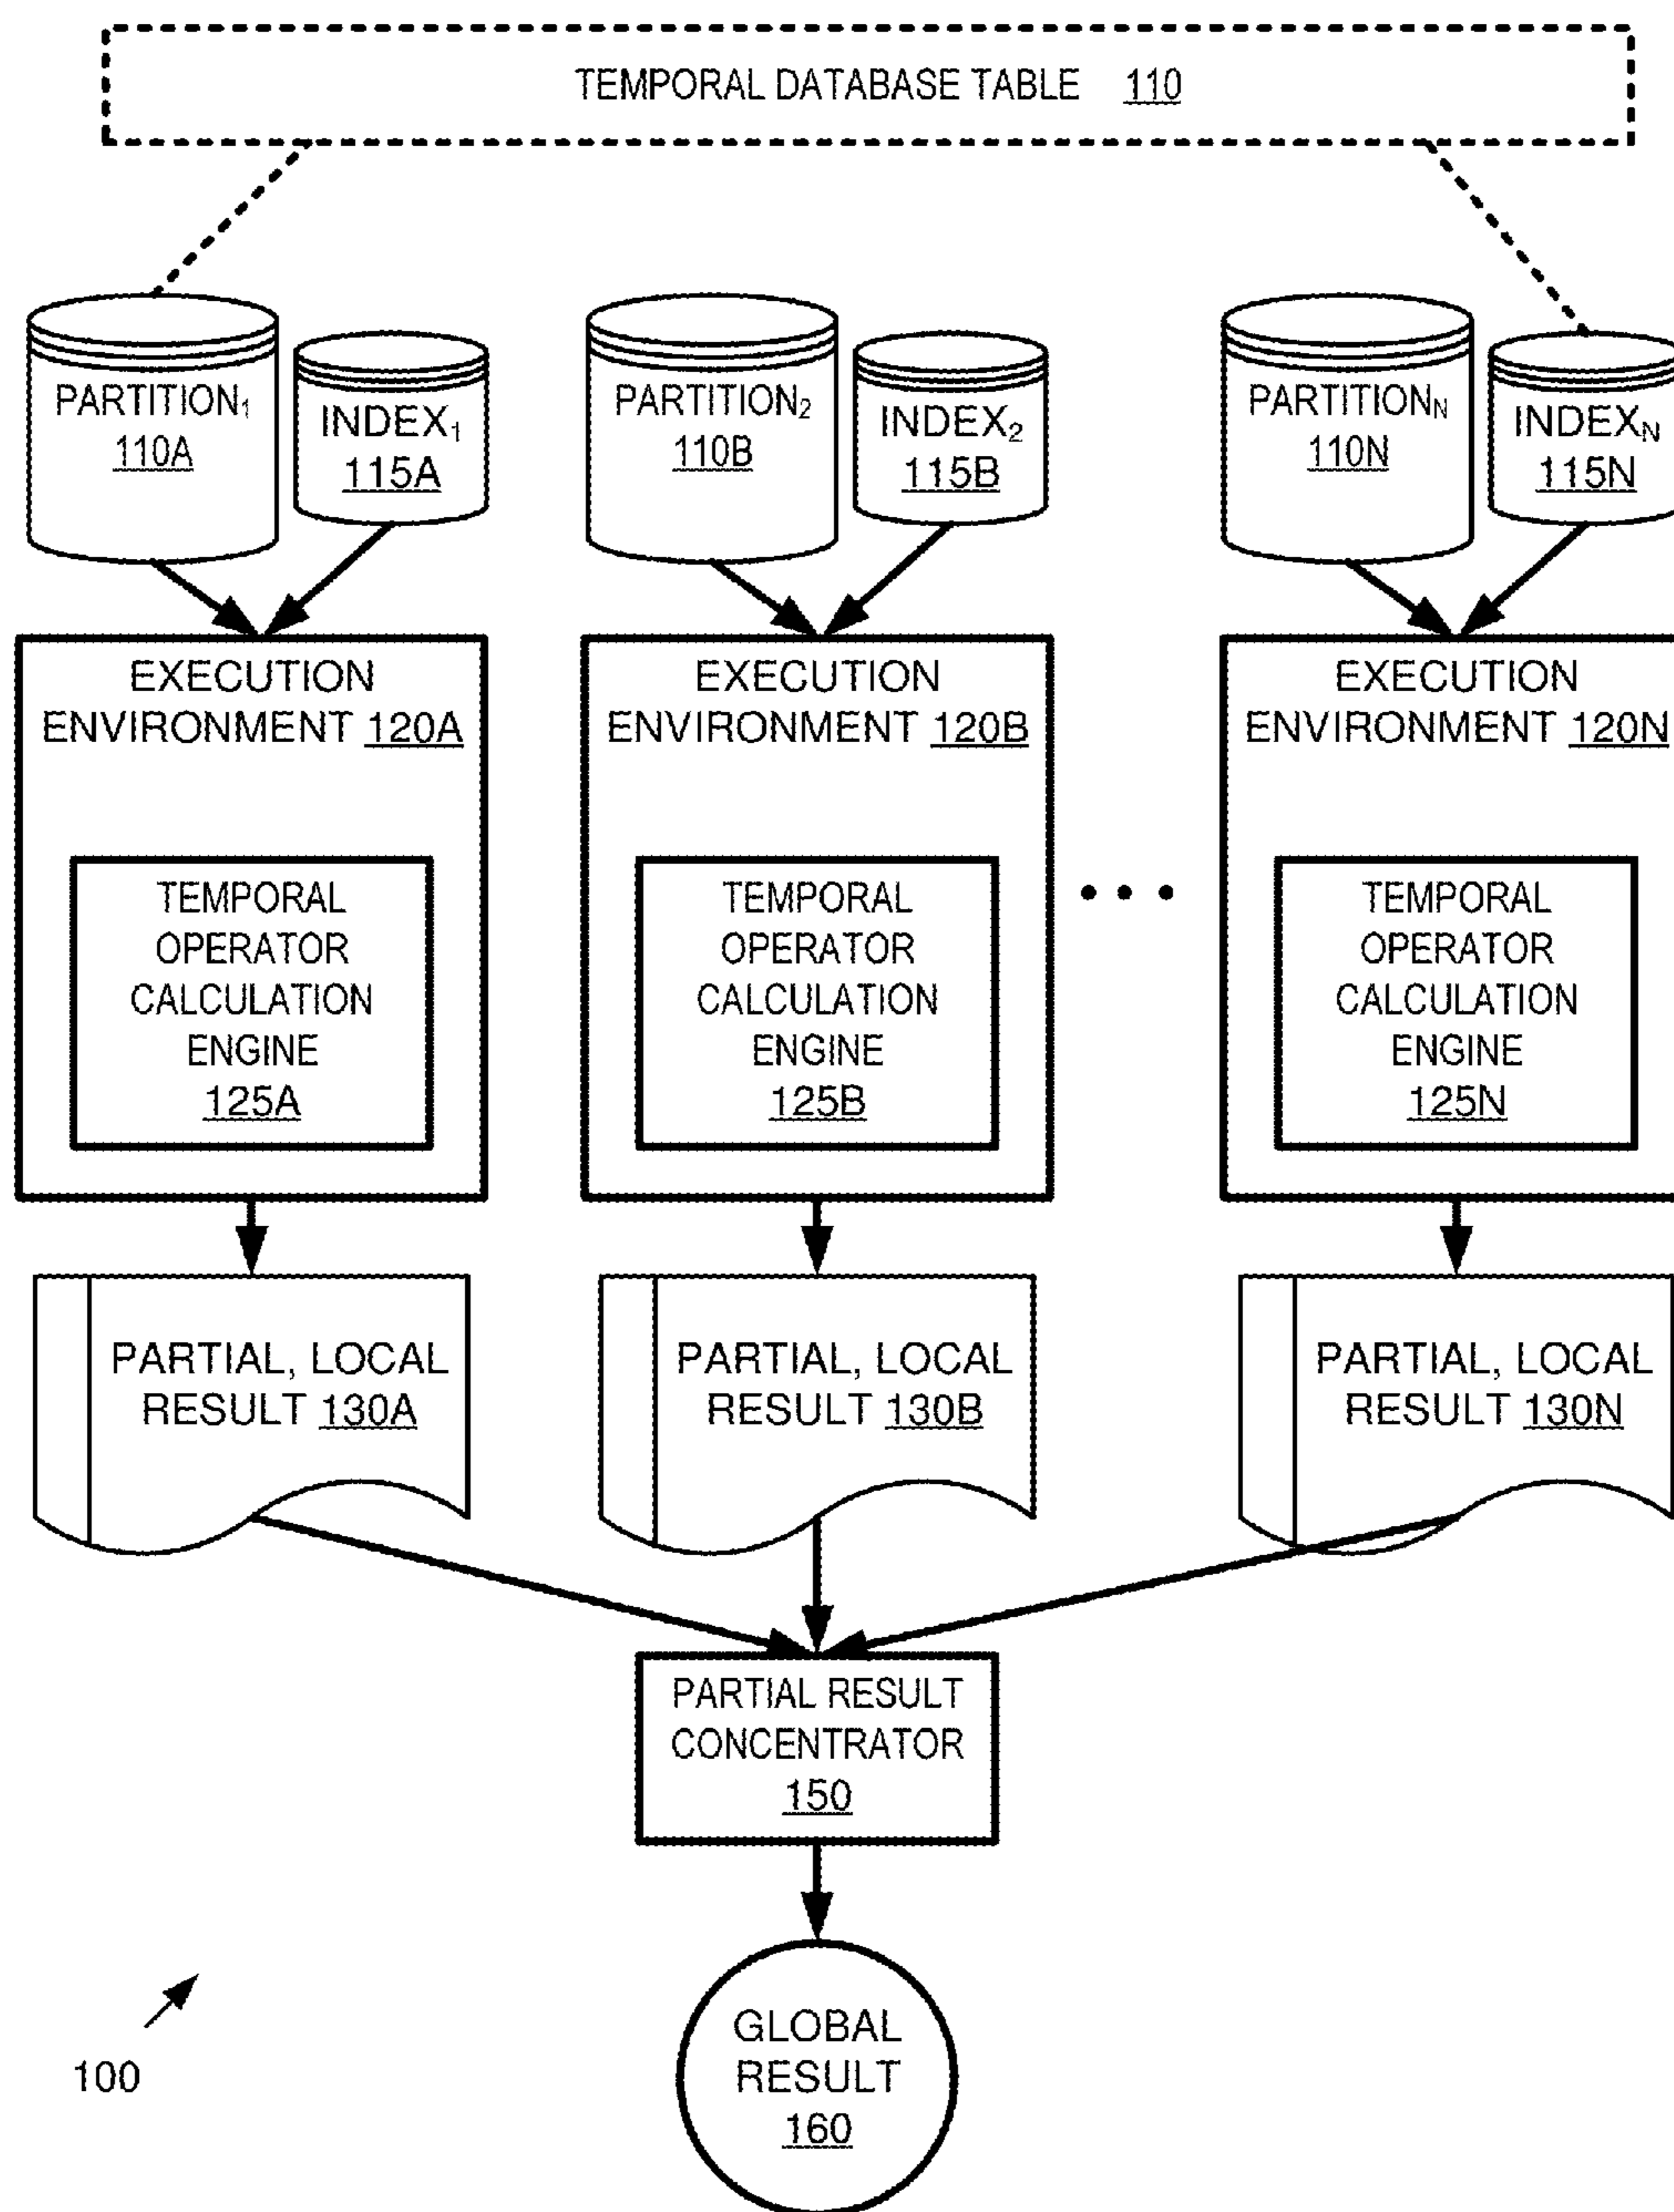 TEMPORAL DATABASE TABLE 110
PARTITION₁
110A
INDEX₁
115A
PARTITION₂
110B
INDEX₂
115B
PARTITIONN
110N
INDEXN
115N
EXECUTION
ENVIRONMENT 120A
TEMPORAL
OPERATOR
CALCULATION
ENGINE
125A
EXECUTION
ENVIRONMENT 120B
TEMPORAL
OPERATOR
CALCULATION
ENGINE
125B
• • •
EXECUTION
ENVIRONMENT 120N
TEMPORAL
OPERATOR
CALCULATION
ENGINE
125N
PARTIAL, LOCAL
RESULT 130A
PARTIAL, LOCAL
RESULT 130B
PARTIAL, LOCAL
RESULT 130N
PARTIAL RESULT
CONCENTRATOR
150
GLOBAL
RESULT
160
100